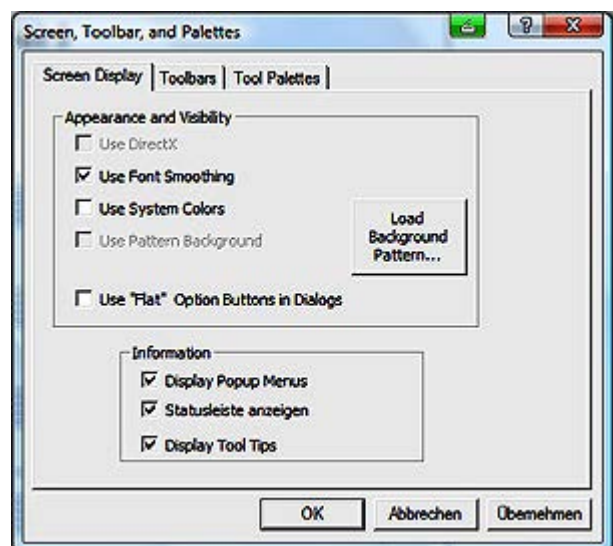 Screen, Toolbar, and Palettes
Screen Display
Toolbars
Tool Palettes
Appearance and Visibility
Use DirectX
Use Font Smoothing
Use System Colors
Use Pattern Background
Load
Background
Pattern...
Use "Flat" Option Buttons in Dialogs
Information
Display Popup Menus
Statusleiste anzeigen
Display Tool Tips
OK
Abbrechen
Übernehmen